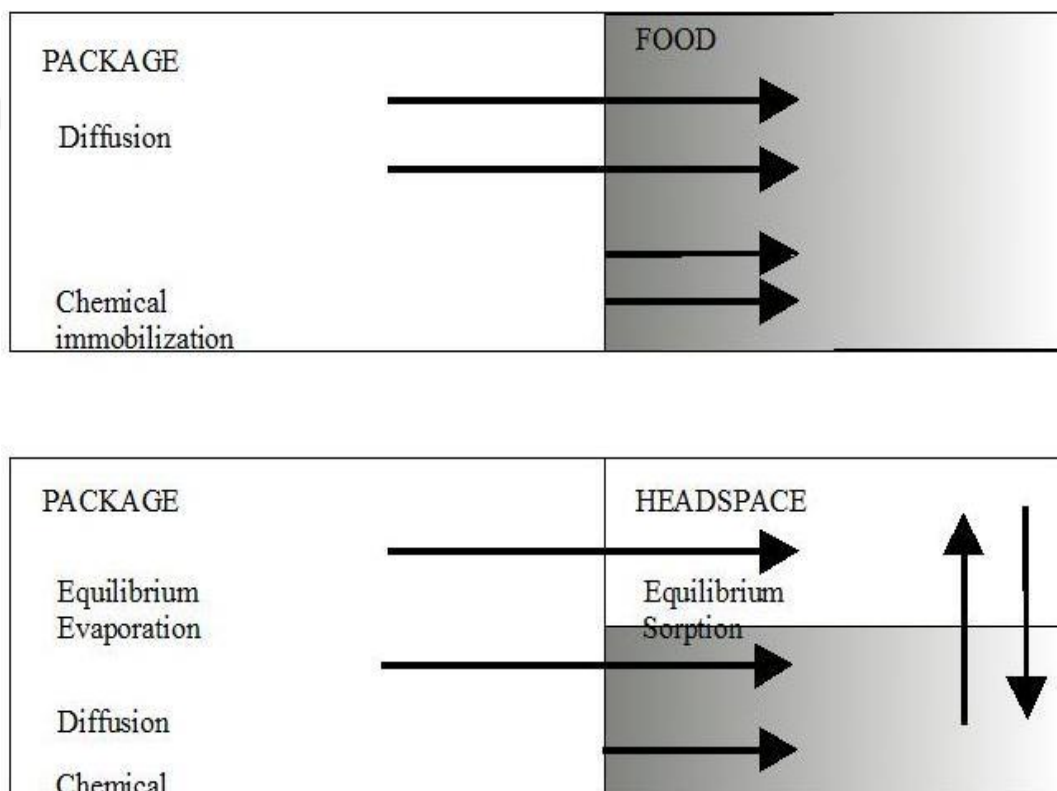 PACKAGE
FOOD
Diffusion
Chemical
immobilization
PACKAGE
HEADSPACE
Equilibrium
Evaporation
Equilibrium
Sorption
Diffusion
Chemical